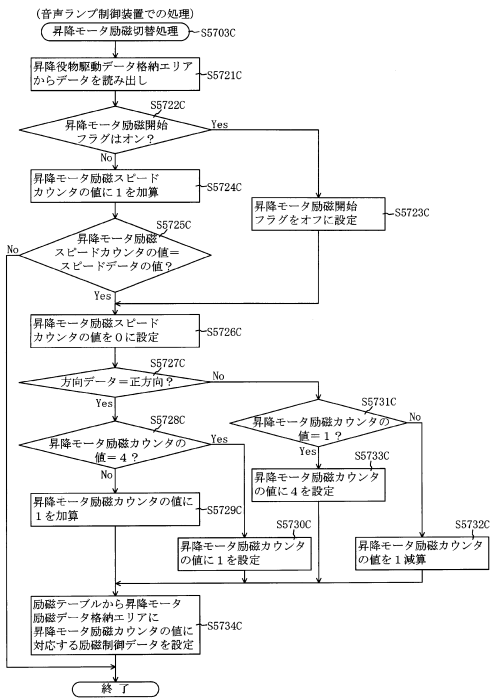 (音声ランプ制御装置での処理)
昇降モータ励磁切替処理
S5703C
昇降役物駆動データ格納エリア
からデータを読み出し
S5721C
S5722C
昇降モータ励磁開始
フラグはオン?
Yes
No
昇降モータ励磁スピード
カウンタの値に1を加算
S5724C
昇降モータ励磁開始
フラグをオフに設定
S5723C
S5725C
昇降モータ励磁
スピードカウンタの値=
スピードデータの値?
No
Yes
昇降モータ励磁スピード
カウンタの値を0に設定
S5726C
S5727C
方向データ=正方向?
No
Yes
S5728C
昇降モータ励磁カウンタの
値=4?
Yes
No
S5731C
昇降モータ励磁カウンタの
値=1?
No
Yes
S5733C
昇降モータ励磁カウンタ
の値に4を設定
昇降モータ励磁カウンタの値に
1を加算
S5729C
S5730C
昇降モータ励磁カウンタ
の値に1を設定
S5732C
昇降モータ励磁カウンタ
の値を1減算
励磁テーブルから昇降モータ
励磁データ格納エリアに
昇降モータ励磁カウンタの値に
対応する励磁制御データを設定
S5734C
終了